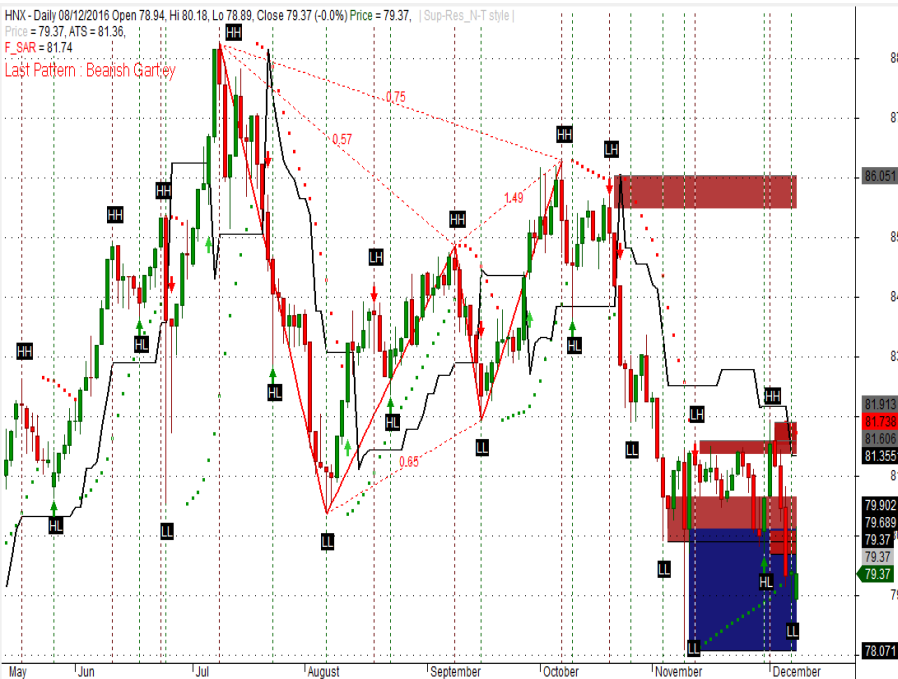 HNX - Daily 08/12/2016 Open 78.94, Hi 80.18, Lo 78.89, Close 79.37 (-0.0%) Price = 79.37, | Sup-Res_N-T style |
Price = 79.37, ATS = 81.36,
F_SAR = 81.74
Last Pattern : Bearish Gartley
HH
0.75
87
0.57
HH
LH
86.051
HH
HH
1.49
HH
LH
HL
HH
HL
HL
HL
HH
81.913
81.738
LH
81.606
LL
LL
81.355
0.65
79.902
HL
79.689
LL
LL
79.37
79.37
LL
79.37
HL
LL
LL
78.071
May Jun Jul August September October November December